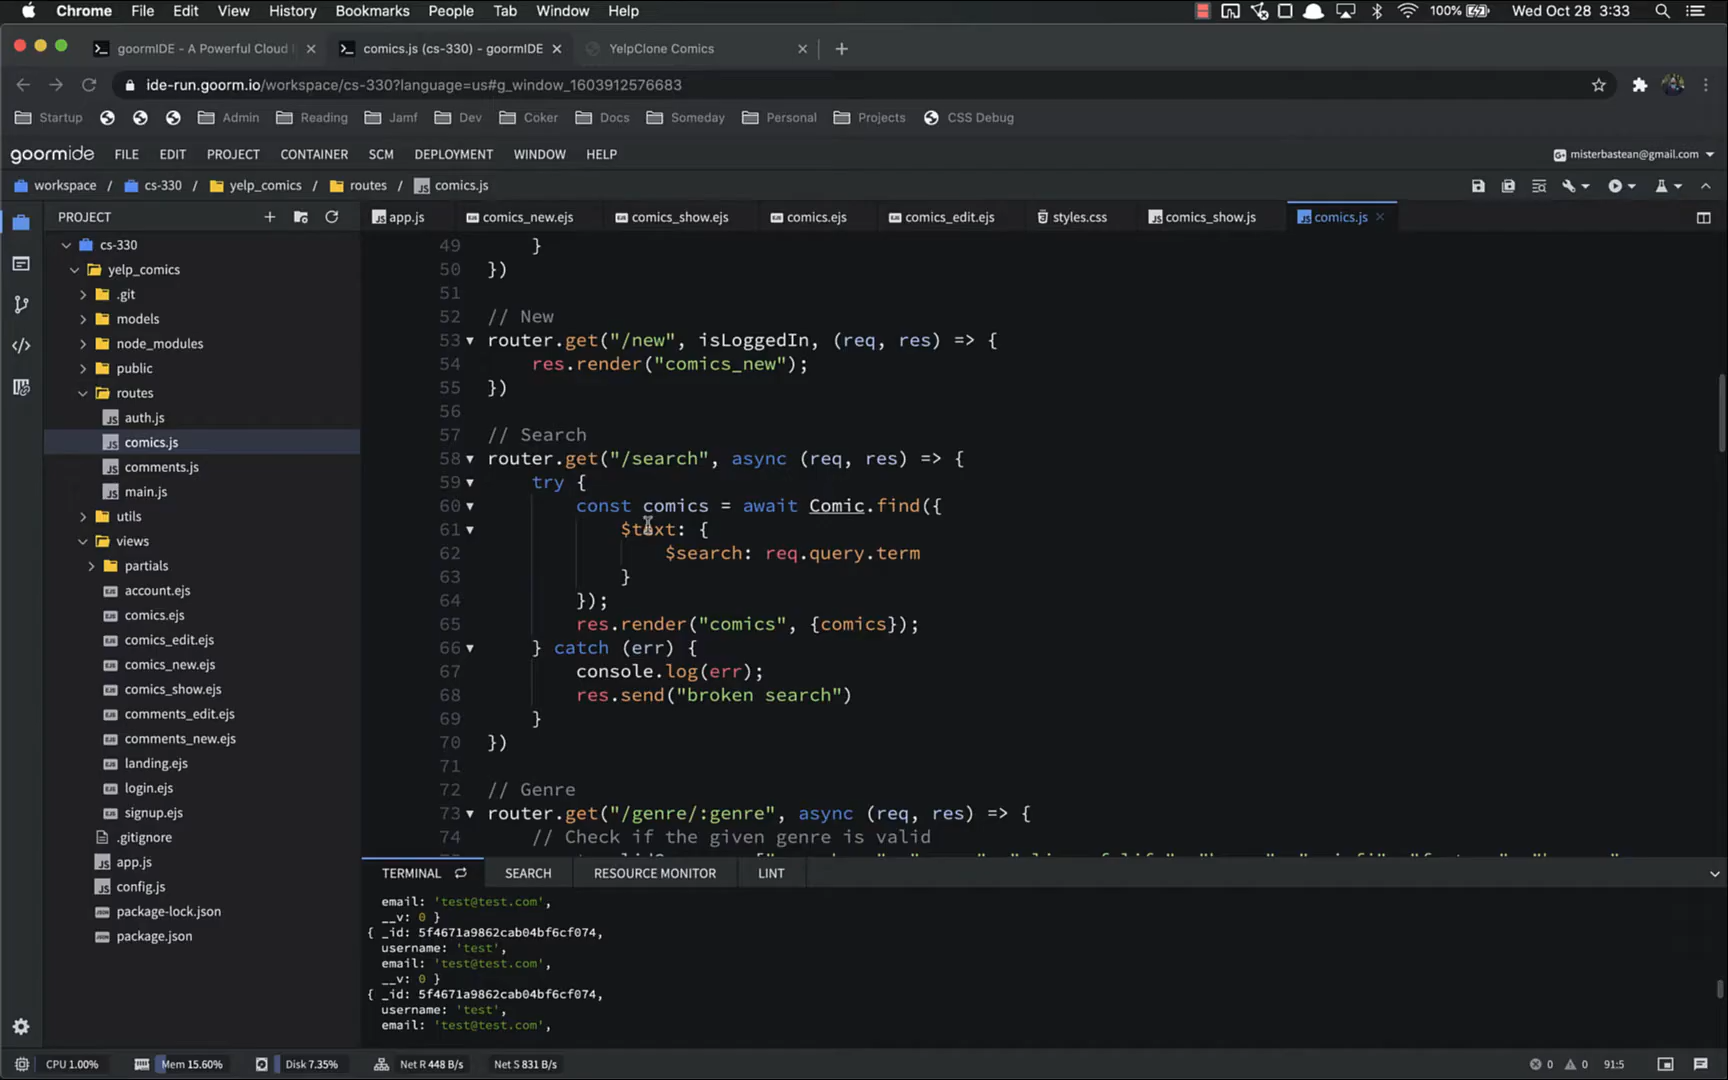 Chrome File Edit View History Bookmarks People Tab Window Help 100% Wed Oct 28 3:33
goormIDE - A Powerful Cloud
comics.js (cs-330) - goormIDE
YelpClone Comics
ide-run.goorm.io/workspace/cs-330?language=us#g_window_1603912576683
Startup Admin Reading Jamf Dev Coker Docs Someday Personal Projects CSS Debug
goormide FILE EDIT PROJECT CONTAINER SCM DEPLOYMENT WINDOW HELP misterbastean@gmail.com
workspace / cs-330 / yelp_comics / routes / comics.js
PROJECT
app.js comics_new.ejs comics_show.ejs comics.ejs comics_edit.ejs styles.css comics_show.js comics.js
cs-330
yelp_comics
.git
models
node_modules
public
routes
auth.js
comics.js
comments.js
main.js
utils
views
partials
account.ejs
comics.ejs
comics_edit.ejs
comics_new.ejs
comics_show.ejs
comments_edit.ejs
comments_new.ejs
landing.ejs
login.ejs
signup.ejs
.gitignore
app.js
config.js
package-lock.json
package.json
49 }
50 })
51
52 // New
53 router.get("/new", isLoggedIn, (req, res) => {
54 res.render("comics_new");
55 })
56
57 // Search
58 router.get("/search", async (req, res) => {
59 try {
60 const comics = await Comic.find({
61 $text: {
62 $search: req.query.term
63 }
64 });
65 res.render("comics", {comics});
66 } catch (err) {
67 console.log(err);
68 res.send("broken search")
69 }
70 })
71
72 // Genre
73 router.get("/genre/:genre", async (req, res) => {
74 // Check if the given genre is valid
TERMINAL SEARCH RESOURCE MONITOR LINT
email: 'test@test.com',
__v: 0 }
{ _id: 5f4671a9862cab04bf6cf074,
username: 'test',
email: 'test@test.com',
__v: 0 }
{ _id: 5f4671a9862cab04bf6cf074,
username: 'test',
email: 'test@test.com',
CPU 1.00% Mem 15.60% Disk 7.35% Net R 448 B/s Net S 831 B/s 0 0 91:5